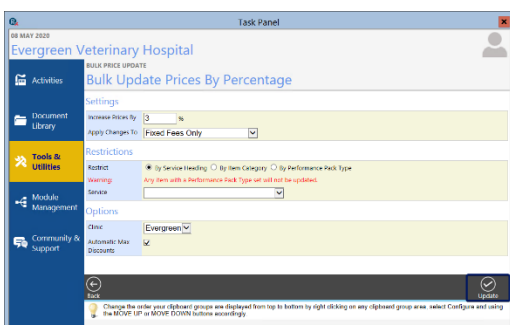 Task Panel
08 MAY 2020
Evergreen Veterinary Hospital
BULK PRICE UPDATE
Bulk Update Prices By Percentage
Activities
Document
Library
Tools &
Utilities
Module
Management
Community &
Support
Settings
Increase Prices By 3 %
Apply Changes To Fixed Fees Only
Restrictions
Restrict By Service Heading By Item Category By Performance Pack Type
Warning: Any item with a Performance Pack Type set will not be updated.
Service
Options
Clinic Evergreen
Automatic Max
Discounts
Back
Update
Change the order your clipboard groups are displayed from top to bottom by right clicking on any clipboard group area, select Configure and using
the MOVE UP or MOVE DOWN buttons accordingly.